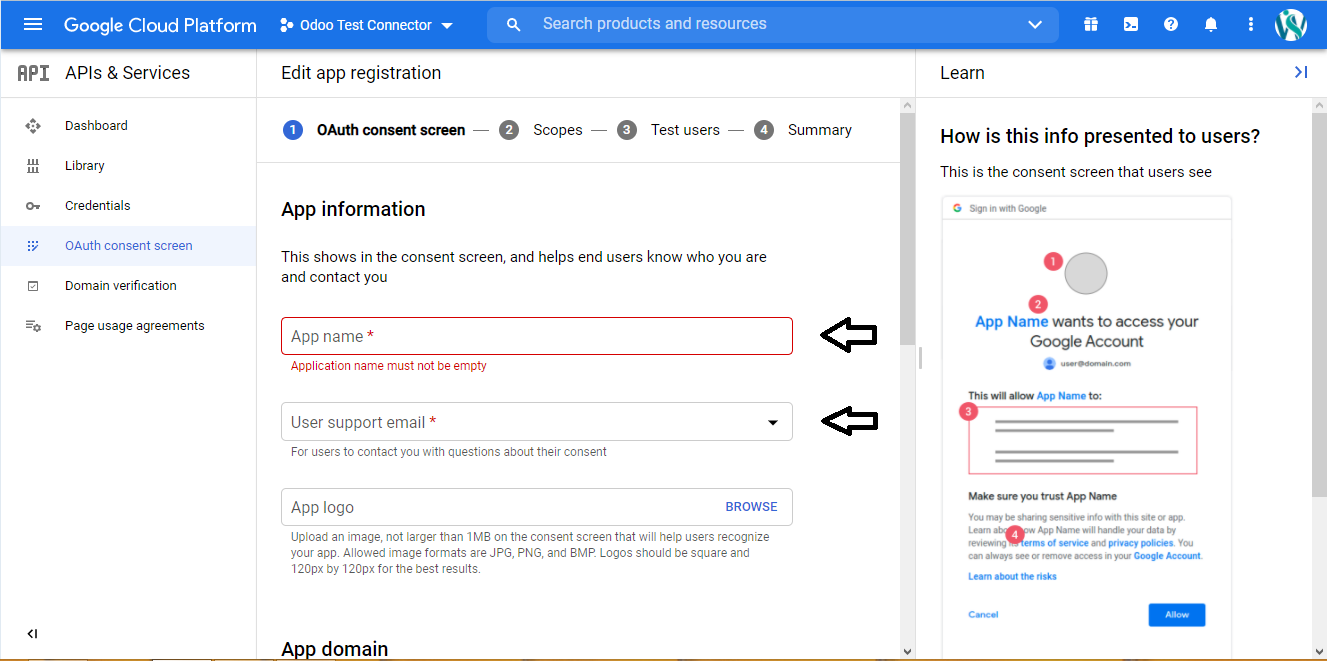 Google Cloud Platform
Odoo Test Connector
Search products and resources
API
APIs & Services
Dashboard
Library
Credentials
OAuth consent screen
Domain verification
Page usage agreements
Edit app registration
1 OAuth consent screen — 2 Scopes — 3 Test users — 4 Summary
App information
This shows in the consent screen, and helps end users know who you are
and contact you
App name *
Application name must not be empty
User support email *
For users to contact you with questions about their consent
App logo
BROWSE
Upload an image, not larger than 1MB on the consent screen that will help users recognize
your app. Allowed image formats are JPG, PNG, and BMP. Logos should be square and
120px by 120px for the best results.
App domain
Learn
How is this info presented to users?
This is the consent screen that users see
G Sign in with Google
1
2
App Name wants to access your
Google Account
user@domain.com
This will allow App Name to:
3
Make sure you trust App Name
You may be sharing sensitive info with this site or app.
Learn about how App Name will handle your data by
reviewing its terms of service and privacy policies. You
4
can always see or remove access in your Google Account.
Learn about the risks
Cancel
Allow